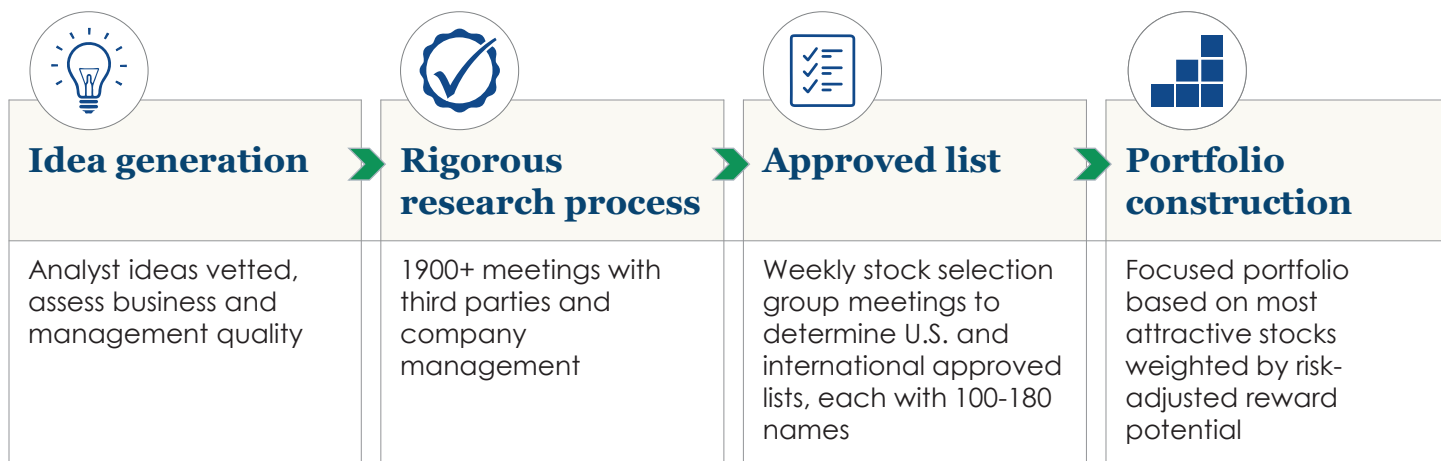 Idea generation
Analyst ideas vetted,
assess business and
management quality
Rigorous
research process
1900+ meetings with
third parties and
company
management
Approved list
Weekly stock selection
group meetings to
determine U.S. and
international approved
lists, each with 100-180
names
Portfolio
construction
Focused portfolio
based on most
attractive stocks
weighted by risk-
adjusted reward
potential